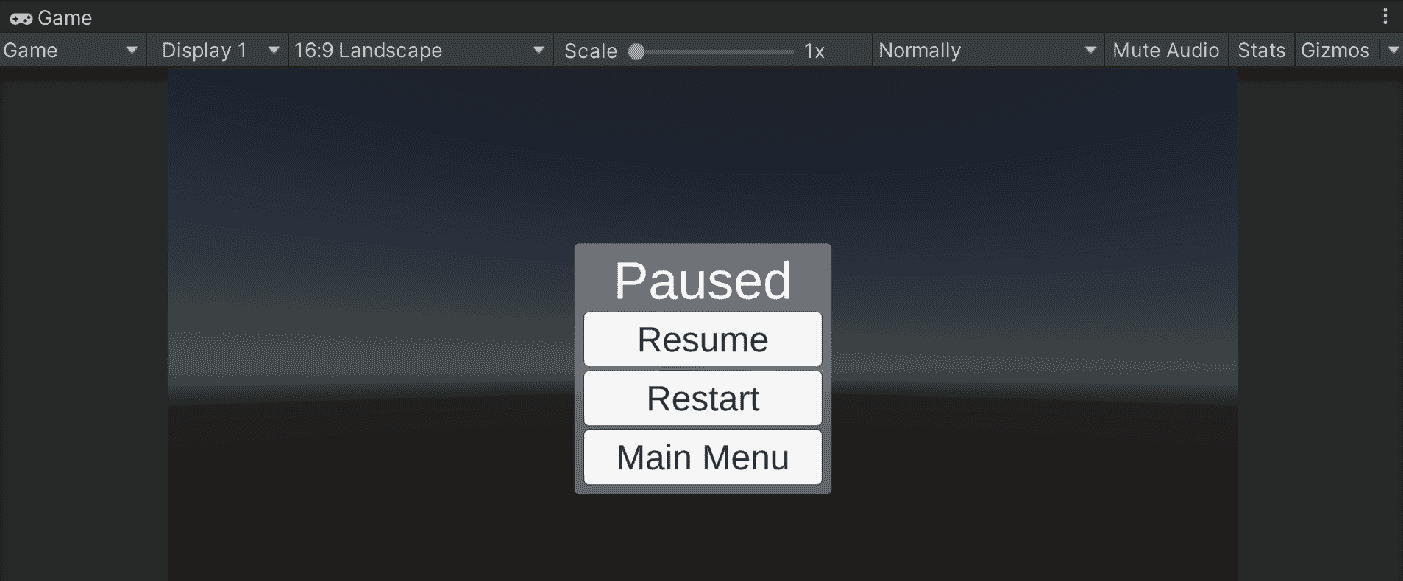 Game
Game Display 1 16:9 Landscape Scale 1x Normally Mute Audio Stats Gizmos
Paused
Resume
Restart
Main Menu